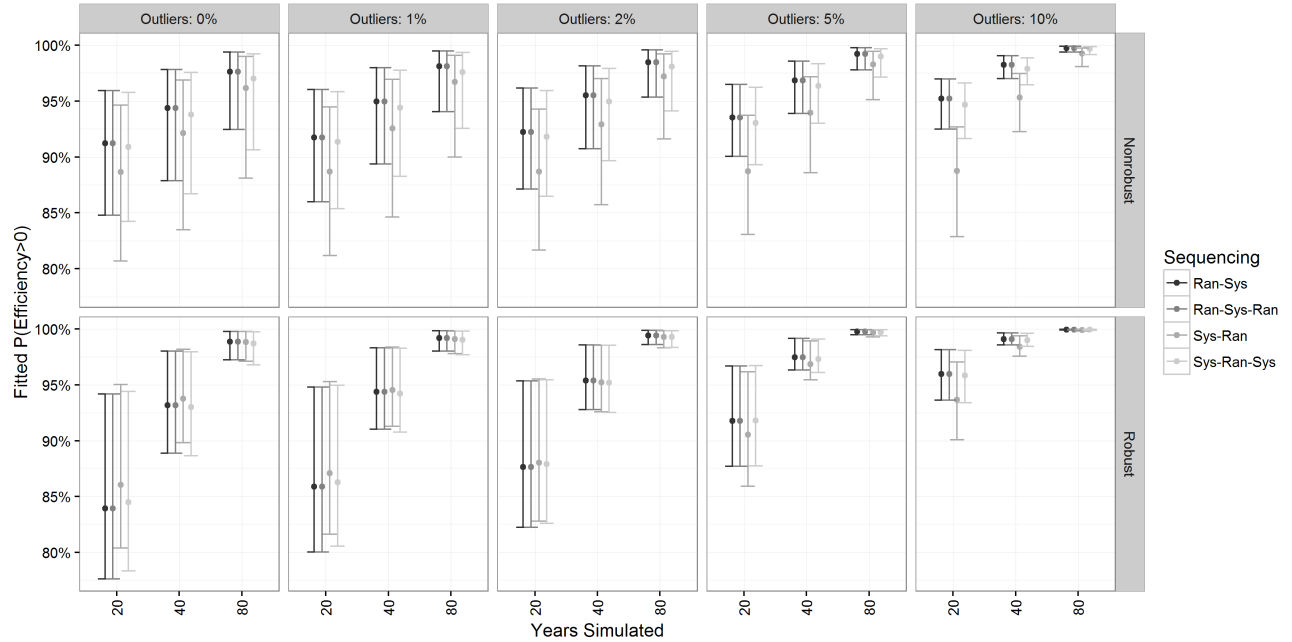 Outliers: 0%
Outliers: 1%
Outliers: 2%
Outliers: 5%
Outliers: 10%
Fitted P(Efficiency>0)
100%
95%
90%
85%
80%
Nonrobust
100%
95%
90%
85%
80%
Robust
20
40
80
20
40
80
20
40
80
20
40
80
20
40
80
Years Simulated
Sequencing
Ran-Sys
Ran-Sys-Ran
Sys-Ran
Sys-Ran-Sys